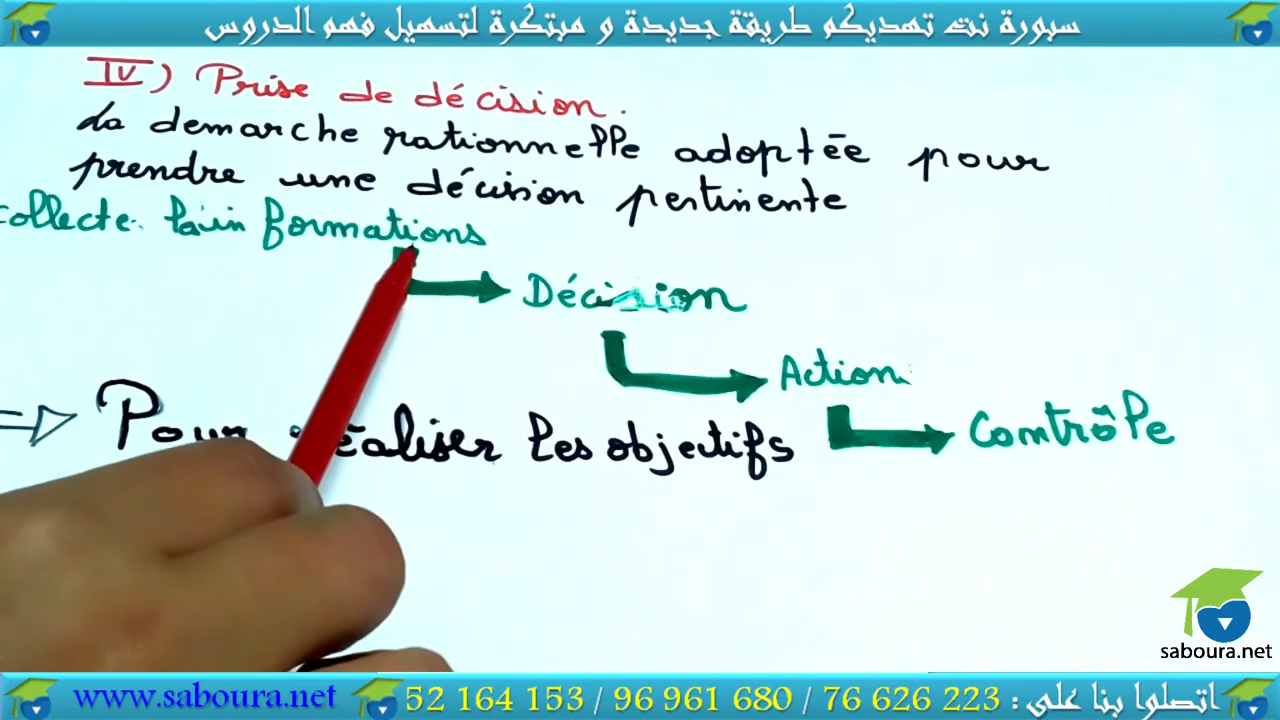 سبورة نت تهديكم طريقة جديدة و مبتكرة لتسهيل فهم الدروس
IV) Prise de décision.
La demarche rationnelle adoptée pour
prendre une décision pertinente
collecte informations
Décision
Action
Contrôle
Pour réaliser les objectifs
saboura.net
www.saboura.net 52 164 153 / 96 961 680 / 76 626 223 : اتصلوا بنا على